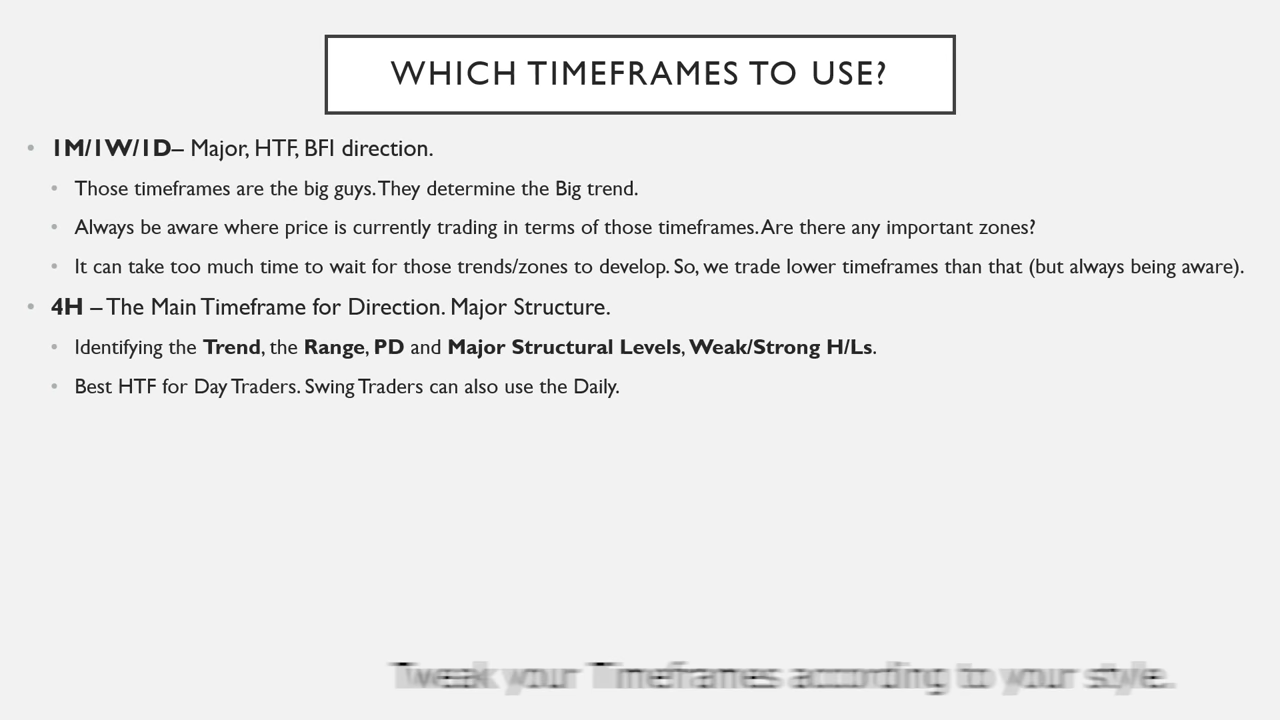 WHICH TIMEFRAMES TO USE?
• 1M/1W/1D– Major, HTF, BFI direction.
• Those timeframes are the big guys. They determine the Big trend.
• Always be aware where price is currently trading in terms of those timeframes. Are there any important zones?
• It can take too much time to wait for those trends/zones to develop. So, we trade lower timeframes than that (but always being aware).
• 4H – The Main Timeframe for Direction. Major Structure.
• Identifying the Trend, the Range, PD and Major Structural Levels, Weak/Strong H/Ls.
• Best HTF for Day Traders. Swing Traders can also use the Daily.
Tweak your Timeframes according to your style.